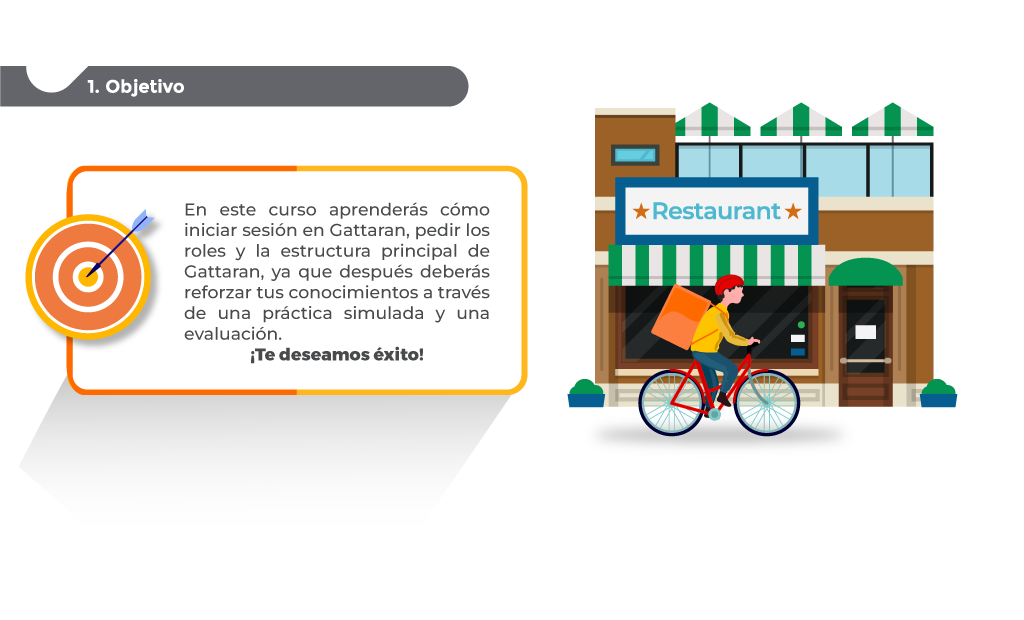 1. Objetivo
En este curso aprenderás cómo
iniciar sesión en Gattaran, pedir los
roles y la estructura principal de
Gattaran, ya que después deberás
reforzar tus conocimientos a través
de una práctica simulada y una
evaluación.
¡Te deseamos éxito!
Restaurant